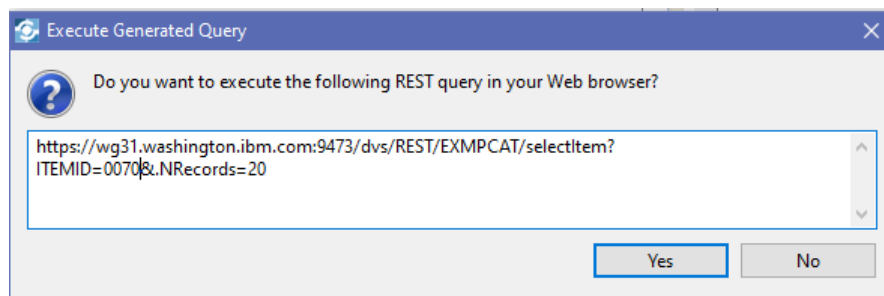 Execute Generated Query
Do you want to execute the following REST query in your Web browser?
https://wg31.washington.ibm.com:9473/dvs/REST/EXMPCAT/selectItem?
ITEMID=0070&.NRecords=20
Yes No